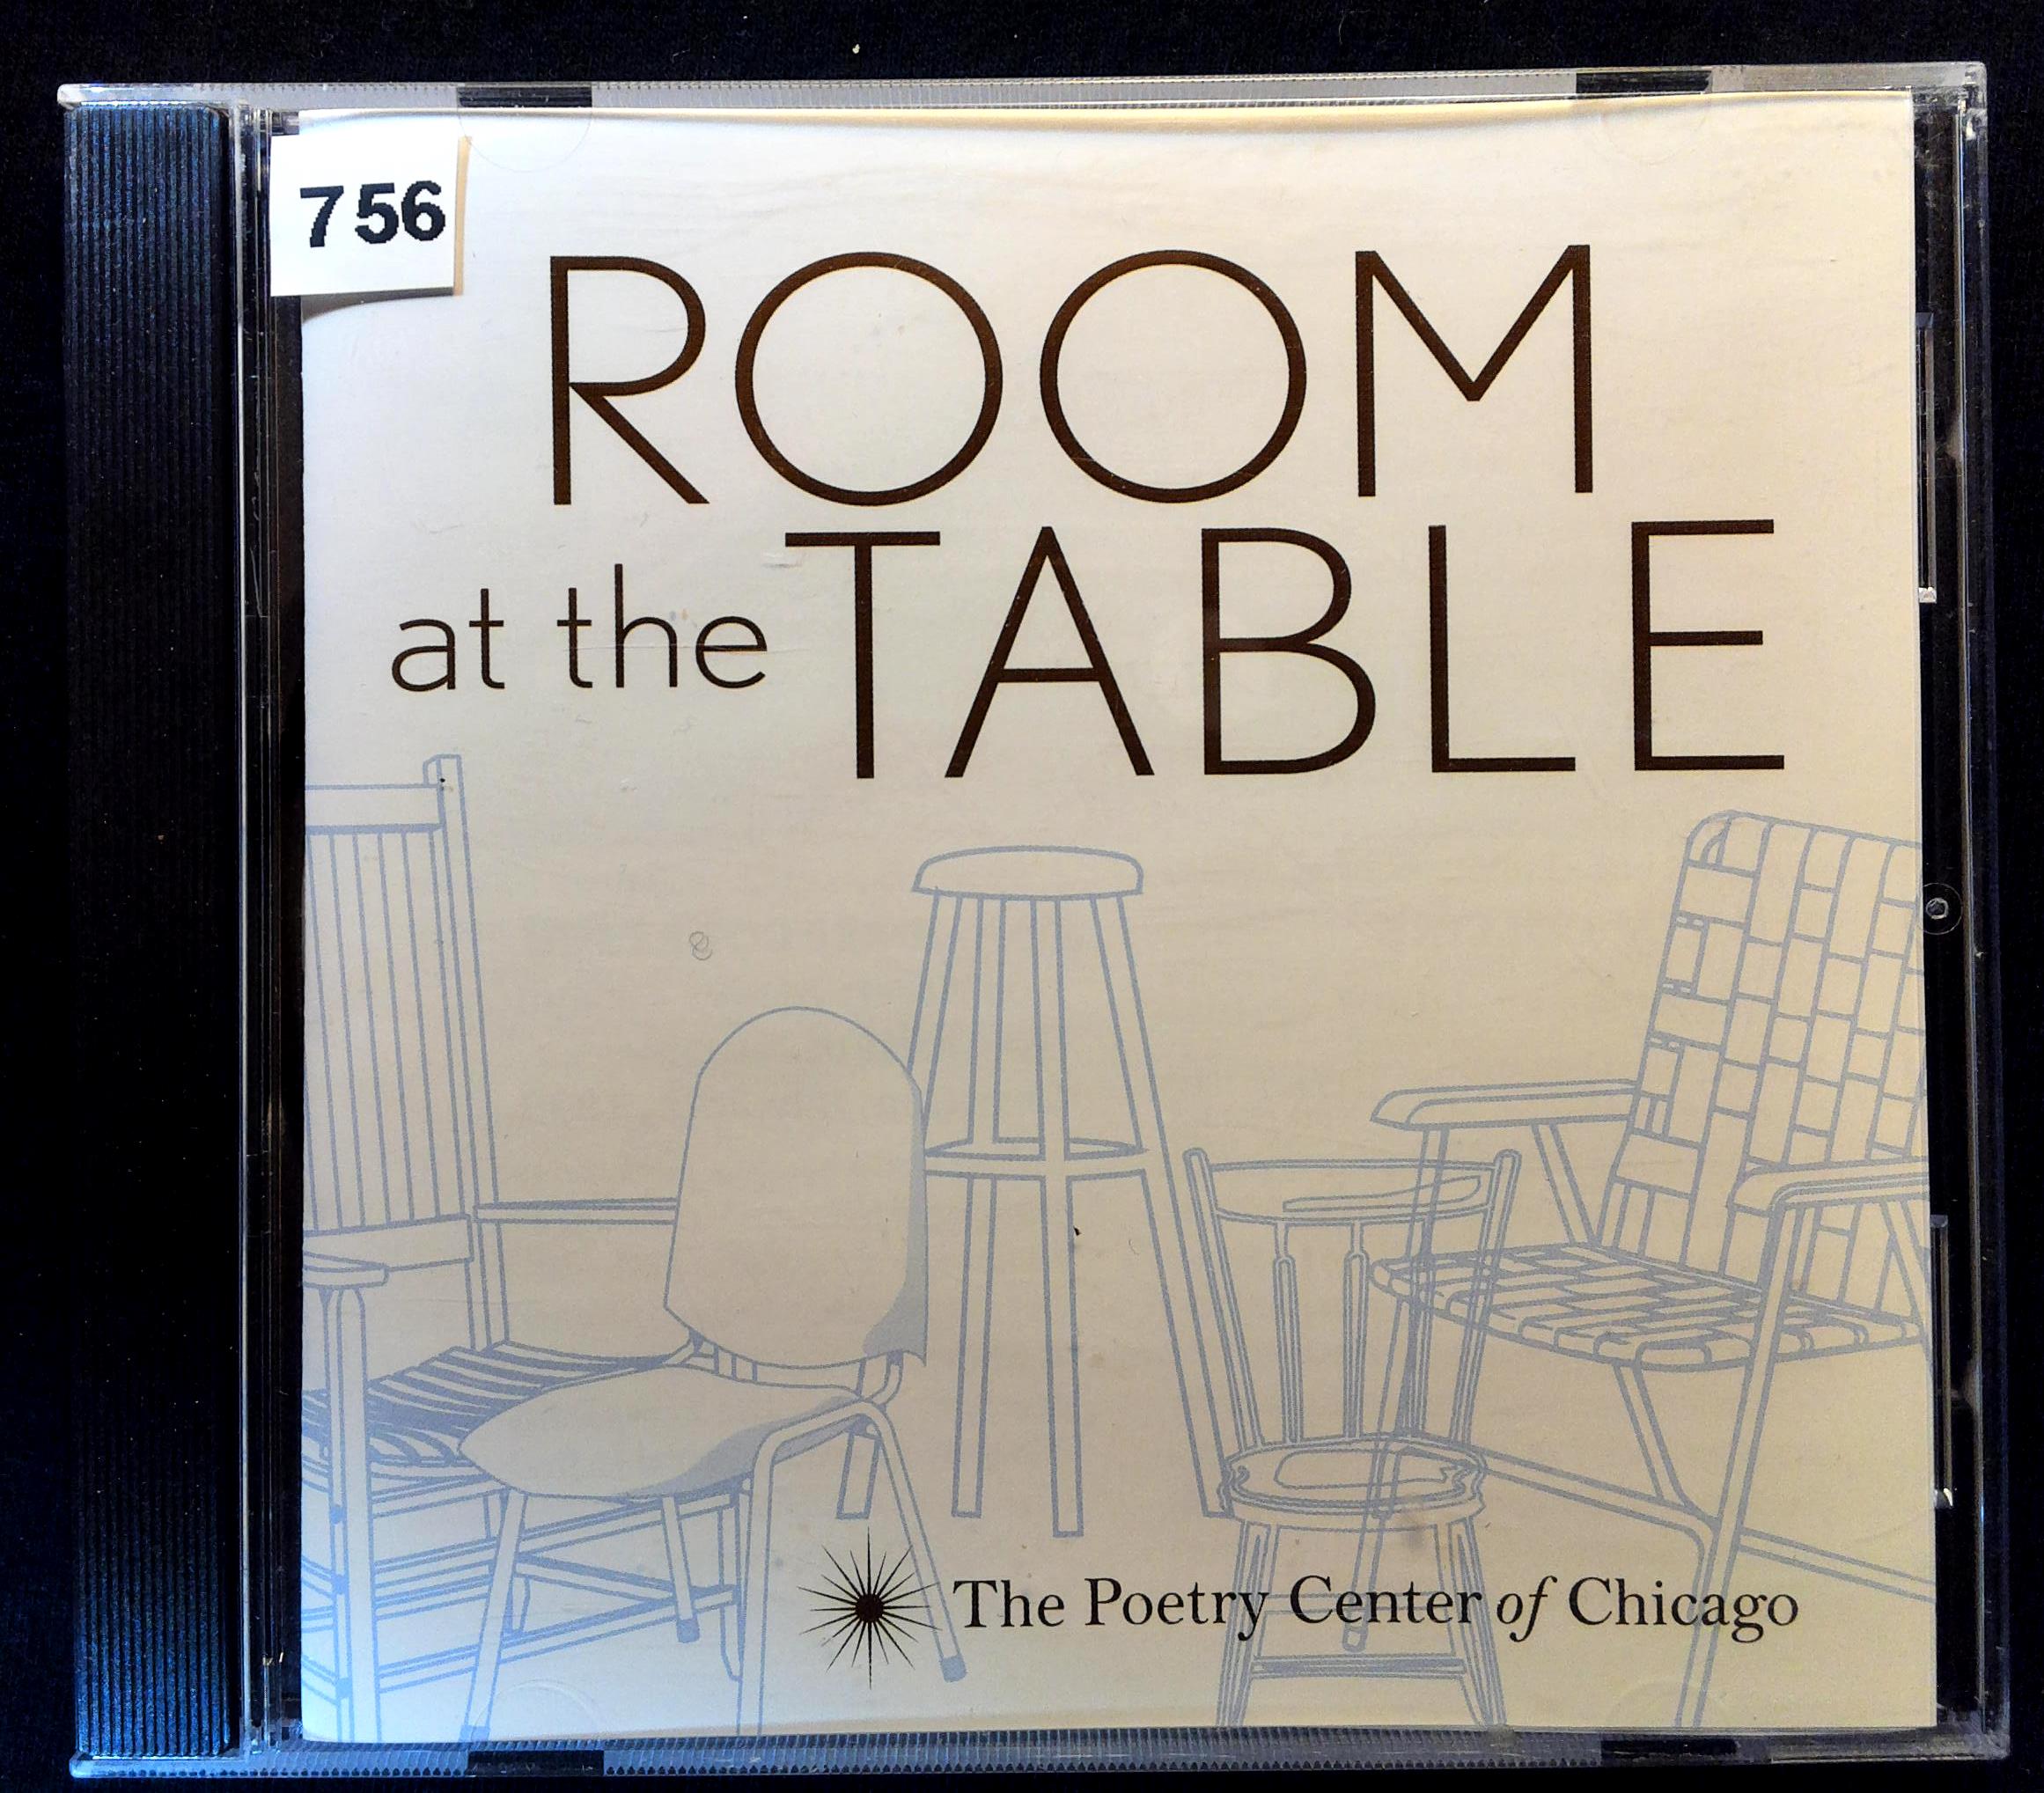 756
ROOM
at the TABLE
The Poetry Center of Chicago